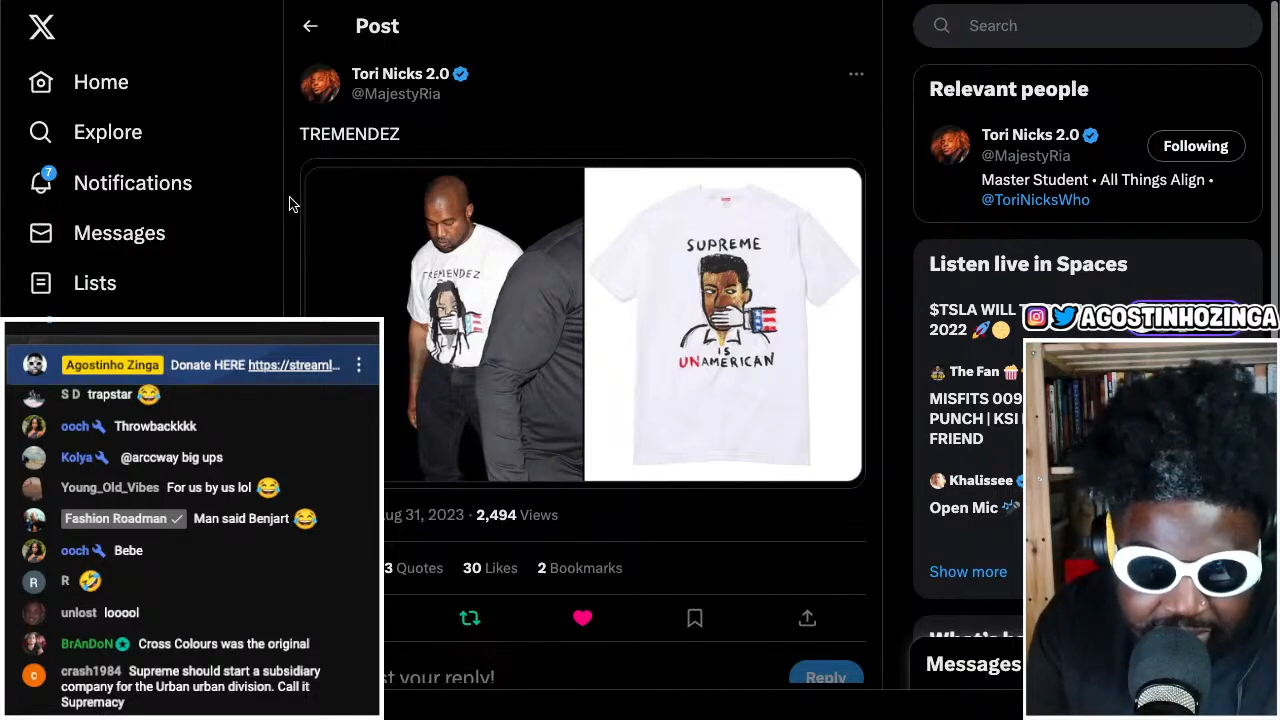 X
Home
Explore
7
Notifications
Messages
Lists
Post
Tori Nicks 2.0
@MajestyRia
TREMENDEZ
TREMENDEZ
SUPREME
IS
UNAMERICAN
Aug 31, 2023 · 2,494 Views
3 Quotes 30 Likes 2 Bookmarks
st your reply!
Reply
Search
Relevant people
Tori Nicks 2.0
@MajestyRia
Following
Master Student • All Things Align •
@ToriNicksWho
Listen live in Spaces
$TSLA WILL
2022
The Fan
MISFITS 009
PUNCH | KSI
FRIEND
Khalissee
Open Mic
Show more
Messages
AGOSTINHOZINGA
Agostinho Zinga Donate HERE https://streaml...
S D trapstar 😂
ooch Throwbackkkk
Kolya @arccway big ups
Young_Old_Vibes For us by us lol 😂
Fashion Roadman Man said Benjart 😂
ooch Bebe
R R 🤣
unlost looool
BrAnDoN Cross Colours was the original
c crash1984 Supreme should start a subsidiary
company for the Urban urban division. Call it
Supremacy